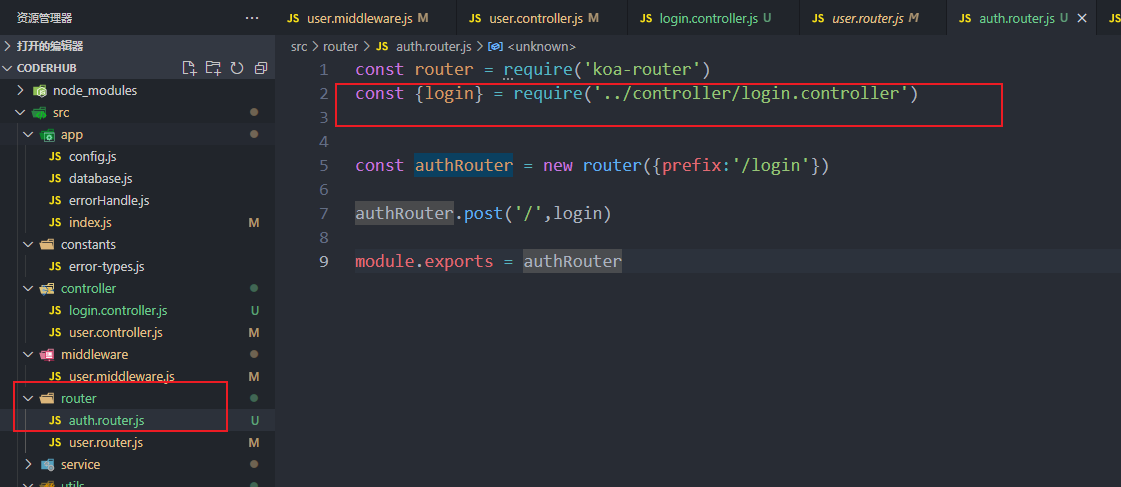 资源管理器
···
打开的编辑器
CODERHUB
node_modules
src
app
JS config.js
JS database.js
JS errorHandle.js
JS index.js M
constants
JS error-types.js
controller
JS login.controller.js U
JS user.controller.js M
middleware
JS user.middleware.js M
router
JS auth.router.js U
JS user.router.js M
service
utils
JS user.middleware.js M
JS user.controller.js M
JS login.controller.js U
JS user.router.js M
JS auth.router.js U
JS
src > router > JS auth.router.js > <unknown>
1 const router = require('koa-router')
2 const {login} = require('../controller/login.controller')
3
4
5 const authRouter = new router({prefix:'/login'})
6
7 authRouter.post('/',login)
8
9 module.exports = authRouter